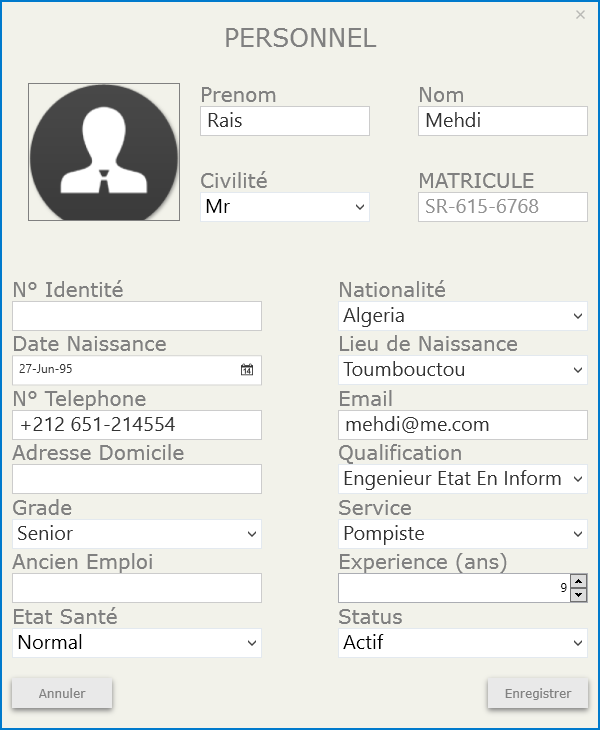 PERSONNEL
Prenom
Nom
Rais
Mehdi
Civilité
MATRICULE
Mr
SR-615-6768
N° Identité
Nationalité
Algeria
Date Naissance
Lieu de Naissance
27-Jun-95
14
Toumbouctou
N° Telephone
Email
+212 651-214554
mehdi@me.com
Adresse Domicile
Qualification
Engenieur Etat En Inform
Grade
Service
Senior
Pompiste
Ancien Emploi
Experience (ans)
9
Etat Santé
Status
Normal
Actif
Annuler
Enregistrer